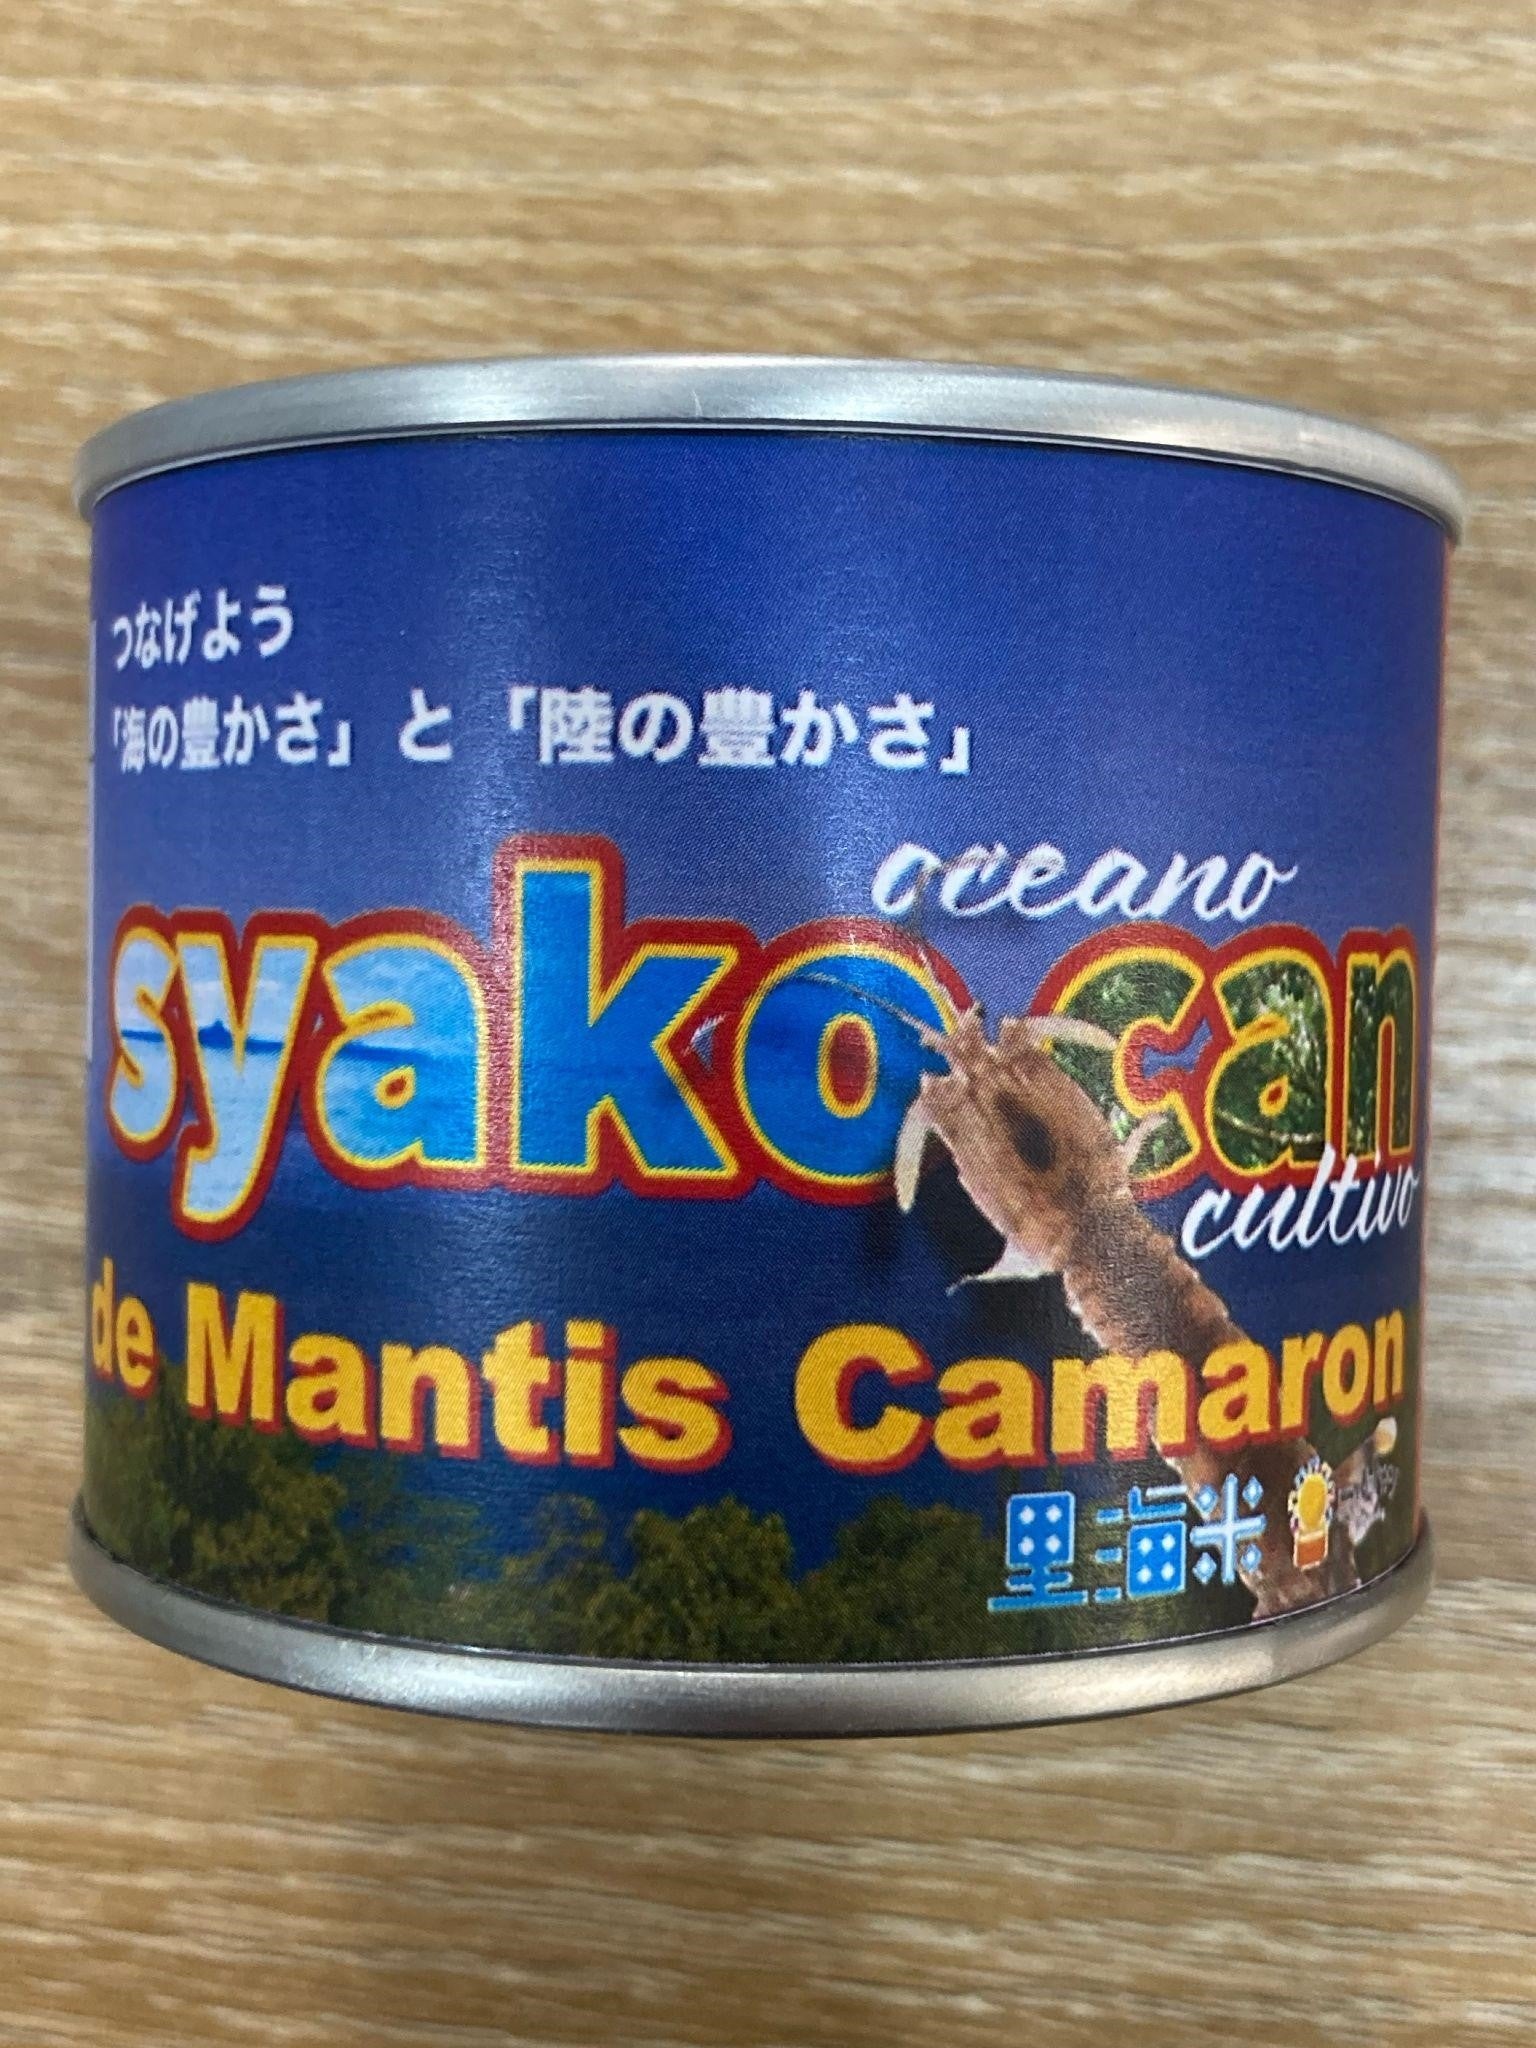 つなげよう
「海の豊かさ」と「陸の豊かさ」
oceano
syako can
cultivo
de Mantis Camaron
里海米